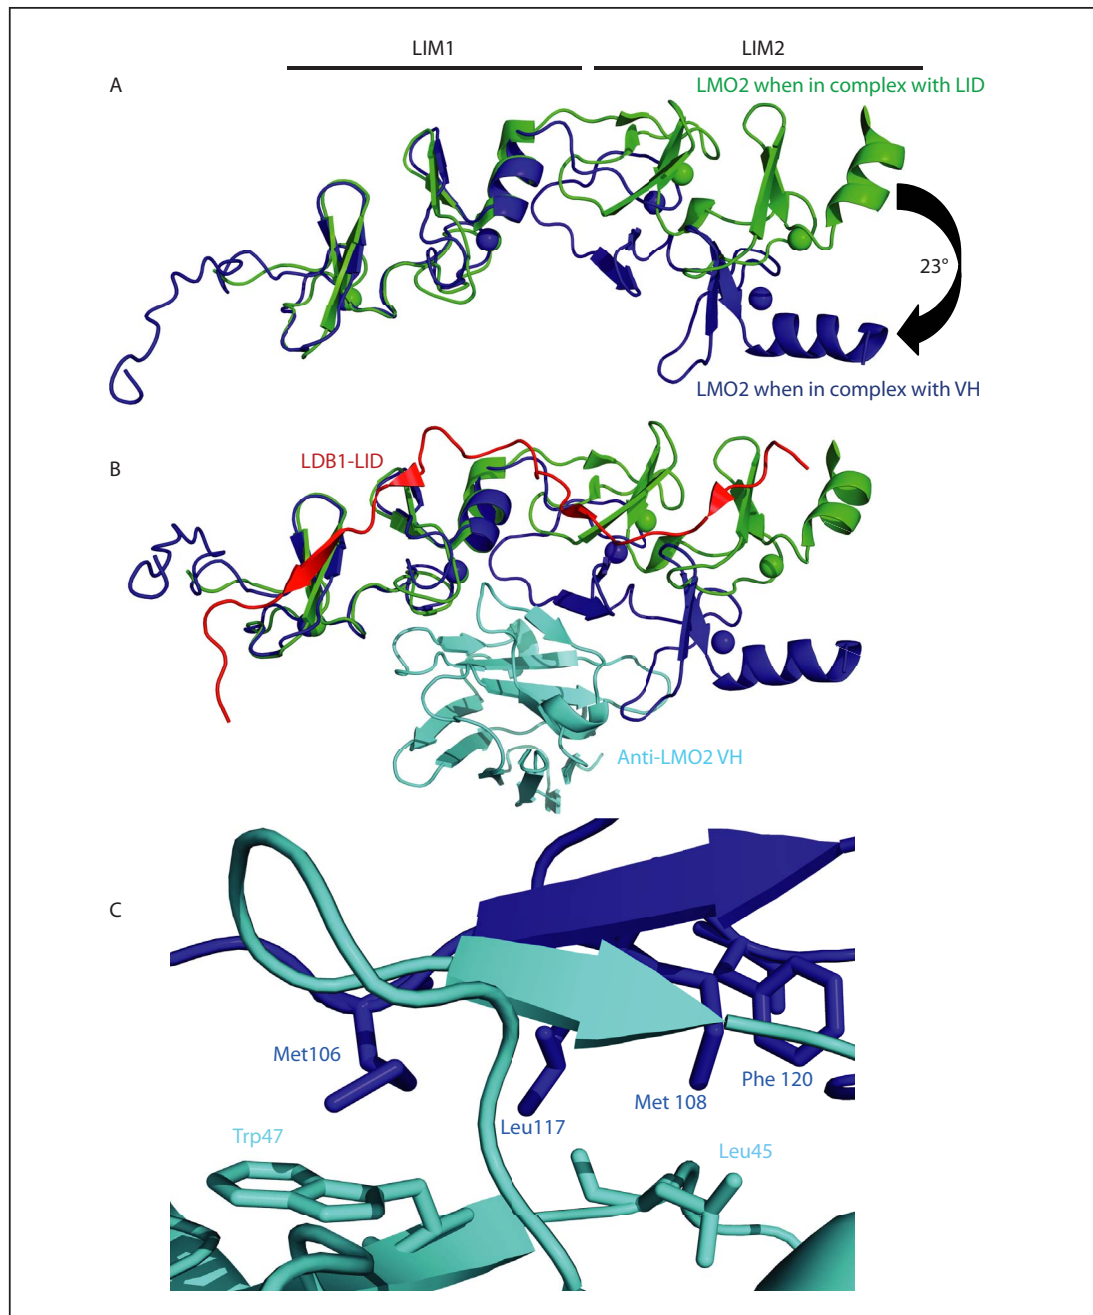 LIM1 LIM2
A
LMO2 when in complex with LID
23°
LMO2 when in complex with VH
B
LDB1-LID
Anti-LMO2 VH
C
Met106
Leu117
Met 108
Phe 120
Trp47
Leu45